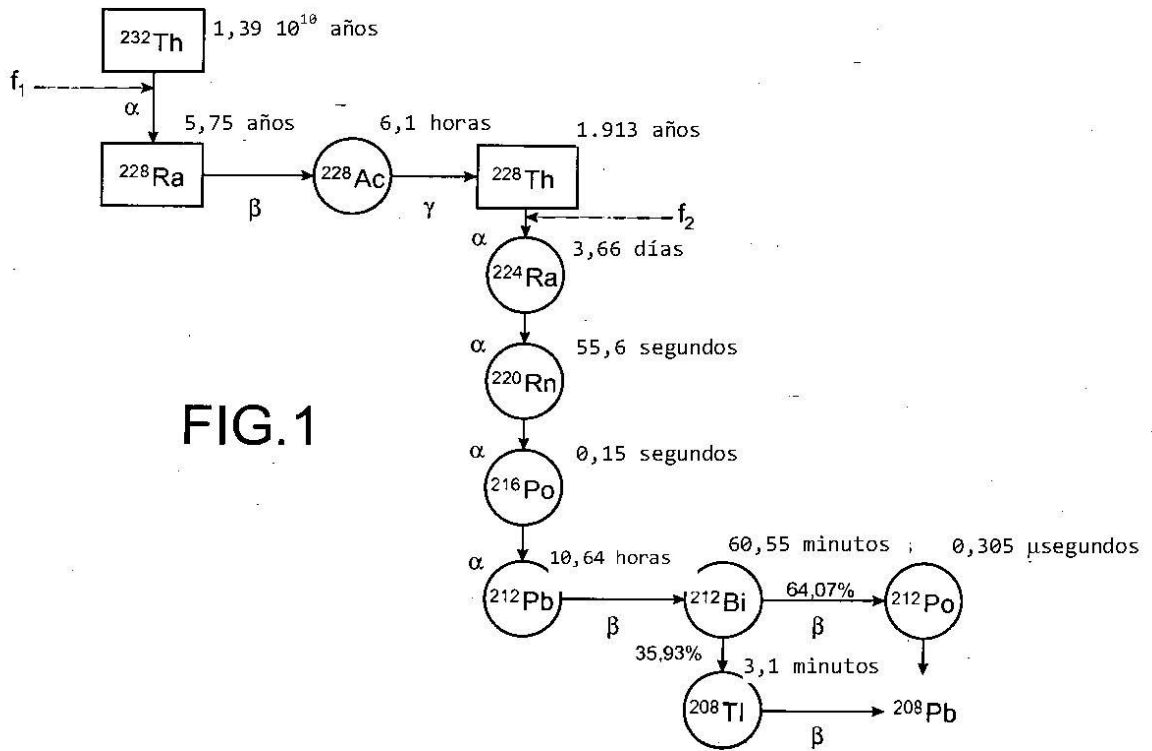 ²³²Th 1,39 10¹⁰ años
f₁
α
5,75 años 6,1 horas 1.913 años
²²⁸Ra ²²⁸Ac ²²⁸Th
β γ
f₂
α 3,66 días
²²⁴Ra
α 55,6 segundos
²²⁰Rn
FIG.1
α 0,15 segundos
²¹⁶Po
α 10,64 horas 60,55 minutos 0,305 µsegundos
²¹²Pb ²¹²Bi 64,07% ²¹²Po
β β
35,93% 3,1 minutos
²⁰⁸Tl ²⁰⁸Pb
β